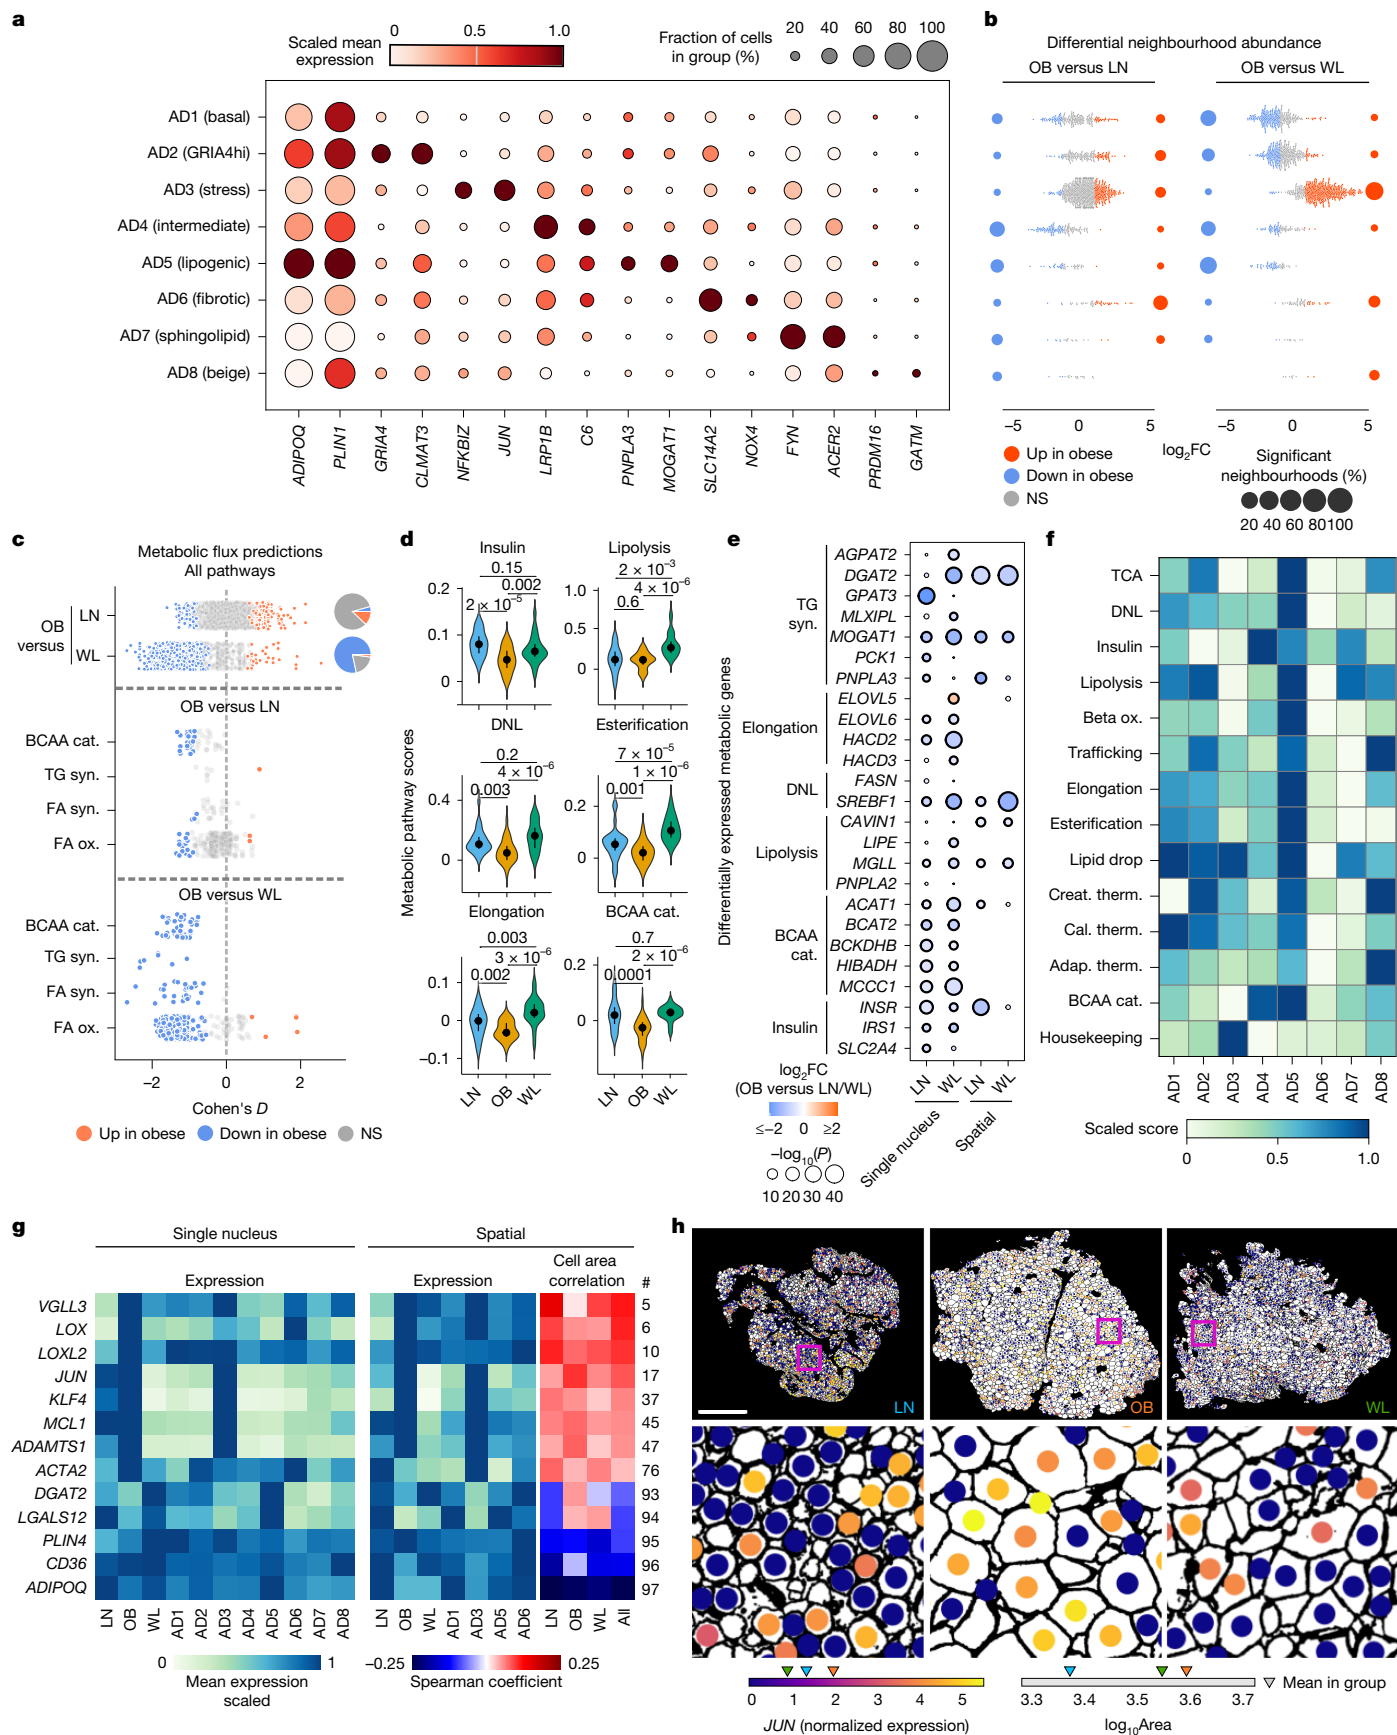 a
Scaled mean
expression
0 0.5 1.0
Fraction of cells
in group (%)
20 40 60 80 100
AD1 (basal)
AD2 (GRIA4hi)
AD3 (stress)
AD4 (intermediate)
AD5 (lipogenic)
AD6 (fibrotic)
AD7 (sphingolipid)
AD8 (beige)
ADIPOQ
PLIN1
GRIA4
CLMAT3
NFKBIZ
JUN
LRP1B
C6
PNPLA3
MOGAT1
SLC14A2
NOX4
FYN
ACER2
PRDM16
GATM
b
Differential neighbourhood abundance
OB versus LN
OB versus WL
−5 0 5
−5 0 5
log2FC
Up in obese
Down in obese
NS
Significant
neighbourhoods (%)
20 40 60 80 100
c
Metabolic flux predictions
All pathways
OB
versus
LN
WL
OB versus LN
BCAA cat.
TG syn.
FA syn.
FA ox.
OB versus WL
BCAA cat.
TG syn.
FA syn.
FA ox.
−2 0 2
Cohen's D
Up in obese
Down in obese
NS
d
Metabolic pathway scores
Insulin
0.15
0.002
2 × 10−5
0.2
0.1
0
Lipolysis
2 × 10−3
4 × 10−6
0.6
1.0
0.5
0
DNL
0.2
4 × 10−6
0.003
0.4
0
Esterification
7 × 10−5
1 × 10−6
0.001
0.2
0
Elongation
0.003
3 × 10−6
0.002
0.1
0
−0.1
BCAA cat.
0.7
2 × 10−6
0.0001
0.2
0
LN OB WL
LN OB WL
e
Differentially expressed metabolic genes
TG
syn.
AGPAT2
DGAT2
GPAT3
MLXIPL
MOGAT1
PCK1
PNPLA3
Elongation
ELOVL5
ELOVL6
HACD2
HACD3
DNL
FASN
SREBF1
Lipolysis
CAVIN1
LIPE
MGLL
PNPLA2
BCAA
cat.
ACAT1
BCAT2
BCKDHB
HIBADH
MCCC1
Insulin
INSR
IRS1
SLC2A4
LN WL LN WL
Single nucleus
Spatial
log2FC
(OB versus LN/WL)
≤−2 0 ≥2
−log10(P)
10 20 30 40
f
TCA
DNL
Insulin
Lipolysis
Beta ox.
Trafficking
Elongation
Esterification
Lipid drop
Creat. therm.
Cal. therm.
Adap. therm.
BCAA cat.
Housekeeping
AD1
AD2
AD3
AD4
AD5
AD6
AD7
AD8
Scaled score
0 0.5 1.0
g
Single nucleus
Spatial
Expression
Expression
Cell area
correlation
#
VGLL3 5
LOX 6
LOXL2 10
JUN 17
KLF4 37
MCL1 45
ADAMTS1 47
ACTA2 76
DGAT2 93
LGALS12 94
PLIN4 95
CD36 96
ADIPOQ 97
LN OB WL AD1 AD2 AD3 AD4 AD5 AD6 AD7 AD8
LN OB WL AD1 AD3 AD5 AD6
LN OB WL All
0 1
Mean expression
scaled
−0.25 0.25
Spearman coefficient
h
LN
OB
WL
0 1 2 3 4 5
JUN (normalized expression)
3.3 3.4 3.5 3.6 3.7
log10Area
Mean in group